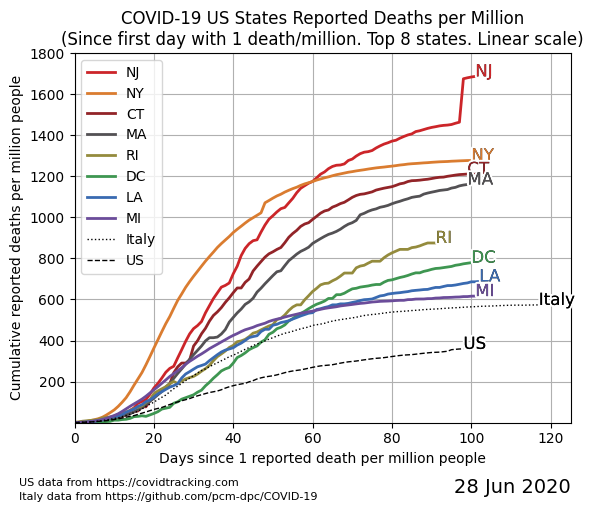 COVID-19 US States Reported Deaths per Million
(Since first day with 1 death/million. Top 8 states. Linear scale)
Cumulative reported deaths per million people
1800
1600
1400
1200
1000
800
600
400
200
NJ
NY
CT
MA
RI
DC
LA
MI
Italy
US
NJ
NY
CT
MA
RI
DC
LA
MI
Italy
US
0 20 40 60 80 100 120
Days since 1 reported death per million people
US data from https://covidtracking.com
Italy data from https://github.com/pcm-dpc/COVID-19
28 Jun 2020